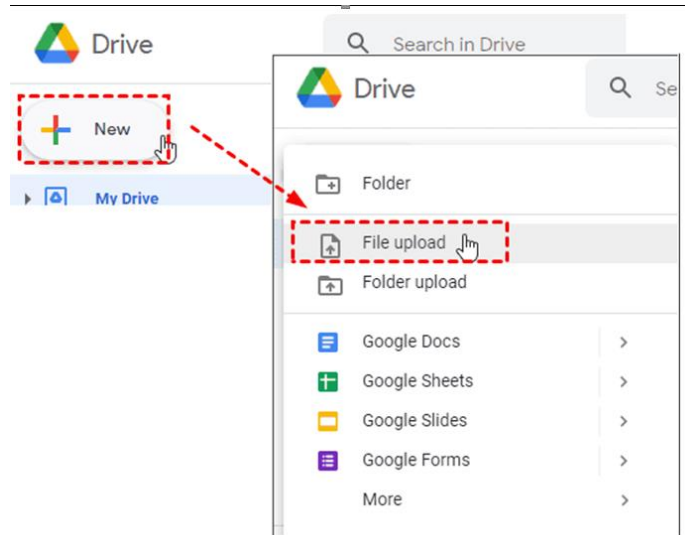 Drive
Search in Drive
New
My Drive
Drive
Se
Folder
File upload
Folder upload
Google Docs
Google Sheets
Google Slides
Google Forms
More